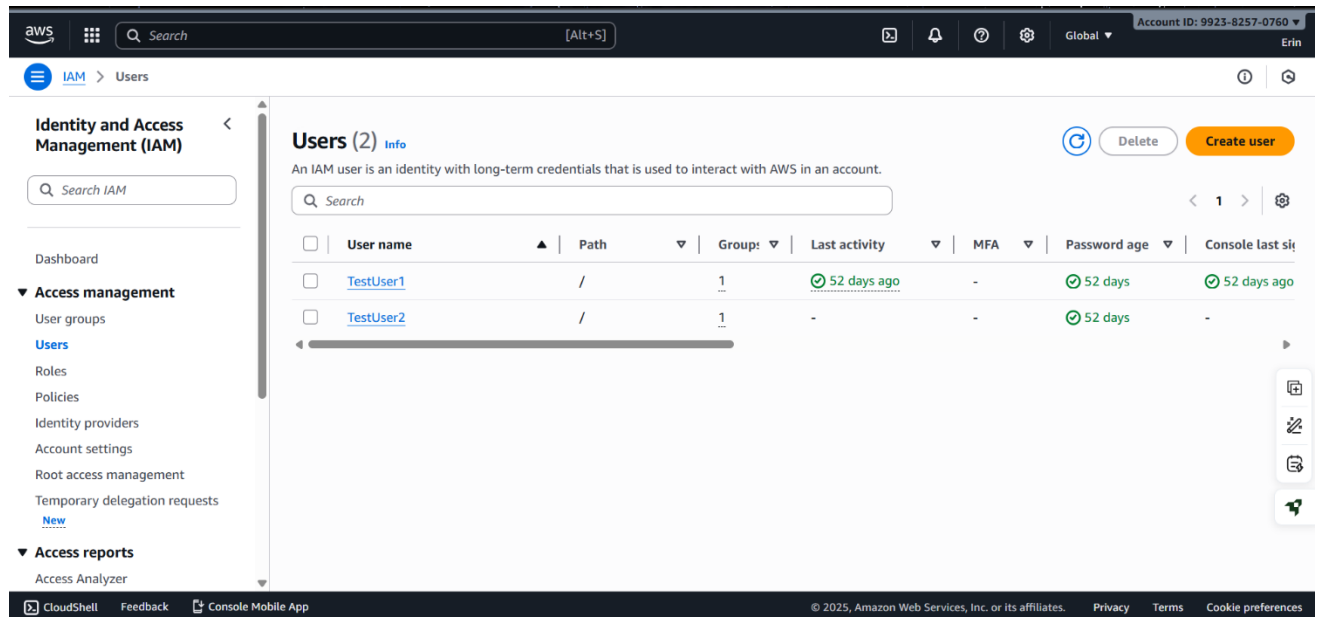 aws
Search [Alt+S]
Global ▼
Account ID: 9923-8257-0760 ▼
Erin
IAM > Users
Identity and Access Management (IAM)
Search IAM
Dashboard
▼ Access management
User groups
Users
Roles
Policies
Identity providers
Account settings
Root access management
Temporary delegation requests
New
▼ Access reports
Access Analyzer
Users (2) Info
Delete
Create user
An IAM user is an identity with long-term credentials that is used to interact with AWS in an account.
Search
< 1 >
User name ▲ Path Group: Last activity MFA Password age Console last sig
TestUser1 / 1 52 days ago - 52 days 52 days ago
TestUser2 / 1 - - 52 days -
CloudShell Feedback Console Mobile App © 2025, Amazon Web Services, Inc. or its affiliates. Privacy Terms Cookie preferences